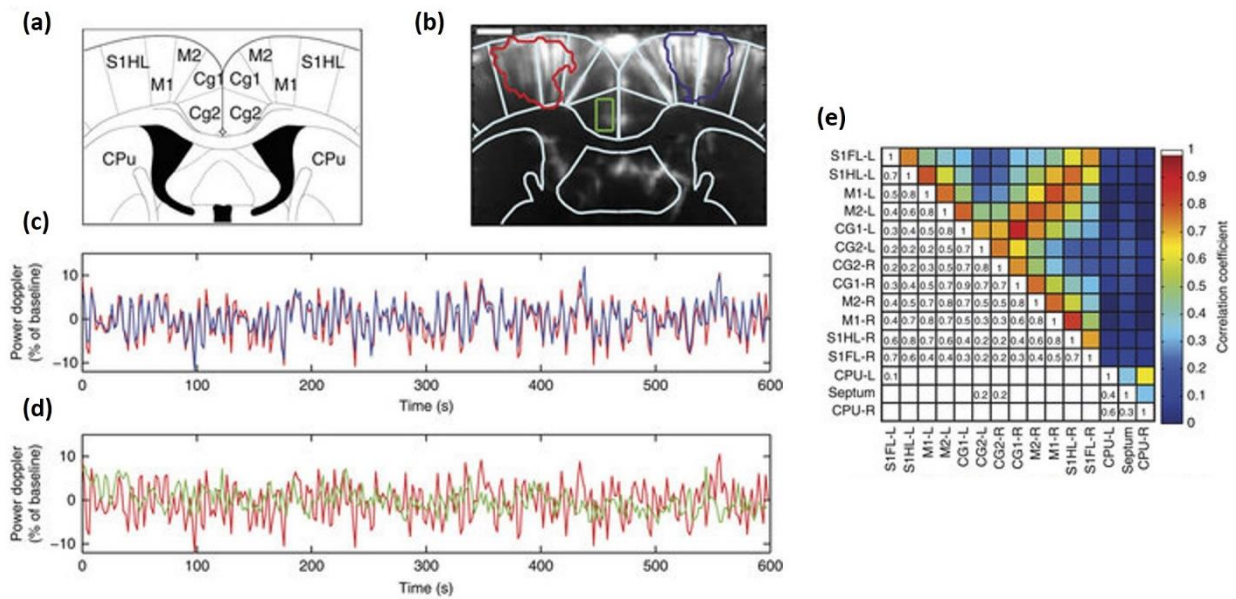 (a)
S1HL M2 M2 S1HL
M1 Cg1 Cg1 M1
Cg2 Cg2
CPu CPu
(b)
(c)
Power doppler
(% of baseline)
10
0
−10
0 100 200 300 400 500 600
Time (s)
(d)
Power doppler
(% of baseline)
10
0
−10
0 100 200 300 400 500 600
Time (s)
(e)
S1FL-L 1
S1HL-L 0.7 1
M1-L 0.5 0.8 1
M2-L 0.4 0.6 0.8 1
CG1-L 0.3 0.4 0.5 0.8 1
CG2-L 0.2 0.2 0.2 0.5 0.7 1
CG2-R 0.2 0.2 0.3 0.5 0.7 0.8 1
CG1-R 0.3 0.4 0.5 0.7 0.9 0.7 0.7 1
M2-R 0.4 0.5 0.7 0.8 0.7 0.5 0.5 0.8 1
M1-R 0.4 0.7 0.8 0.7 0.5 0.3 0.3 0.6 0.8 1
S1HL-R 0.6 0.8 0.7 0.6 0.4 0.2 0.2 0.4 0.6 0.8 1
S1FL-R 0.7 0.6 0.4 0.4 0.3 0.2 0.2 0.3 0.4 0.5 0.7 1
CPU-L 0.1 1
Septum 0.2 0.2 0.4 1
CPU-R 0.6 0.3 1
S1FL-L S1HL-L M1-L M2-L CG1-L CG2-L CG2-R CG1-R M2-R M1-R S1HL-R S1FL-R CPU-L Septum CPU-R
1
0.9
0.8
0.7
0.6
0.5
0.4
0.3
0.2
0.1
0
Correlation coefficient